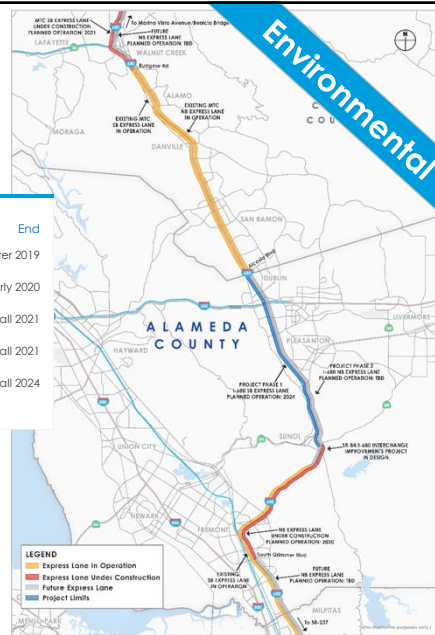 Environmental
To Marina Vista Avenue/Benicia Bridge
MTC SB EXPRESS LANE
UNDER CONSTRUCTION
PLANNED OPERATION: 2021
FUTURE
NB EXPRESS LANE
PLANNED OPERATION: TBD
LAFAYETTE
WALNUT CREEK
Rudgear Rd
ALAMO
EXISTING MTC
SB EXPRESS LANE
IN OPERATION
EXISTING MTC
NB EXPRESS LANE
IN OPERATION
MORAGA
DANVILLE
COU
SAN RAMON
End
ter 2019
rly 2020
all 2021
all 2021
all 2024
Alcosta Blvd
DUBLIN
ALAMEDA
COUNTY
LIVERMORE
PLEASANTON
HAYWARD
PROJECT PHASE 1
I-680 SB EXPRESS LANE
PLANNED OPERATION: 2024
PROJECT PHASE 2
I-680 NB EXPRESS LANE
PLANNED OPERATION: TBD
SUNOL
UNION CITY
SR-84/I-680 INTERCHANGE
IMPROVEMENTS PROJECT
IN DESIGN
NEWARK
FREMONT
NB EXPRESS LANE
UNDER CONSTRUCTION
PLANNED OPERATION: 2020
South Grimmer Blvd
EXISTING
SB EXPRESS LANE
IN OPERATION
FUTURE
NB EXPRESS LANE
PLANNED OPERATION: TBD
LEGEND
Express Lane In Operation
Express Lane Under Construction
Future Express Lane
Project Limits
MILPITAS
To SR-237
MENLO PARK